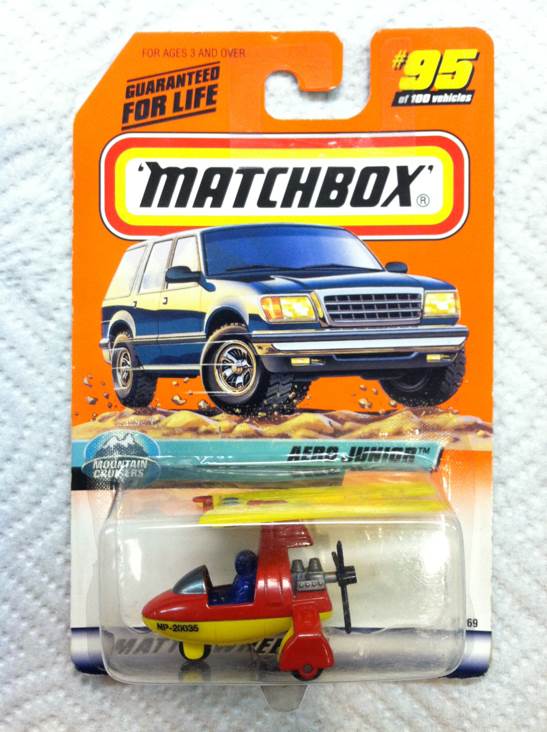 FOR AGES 3 AND OVER
GUARANTEED
FOR LIFE
#95
of 100 vehicles
'MATCHBOX'®
MOUNTAIN
CRUISERS
AERO JUNIOR™
NP-20035
69